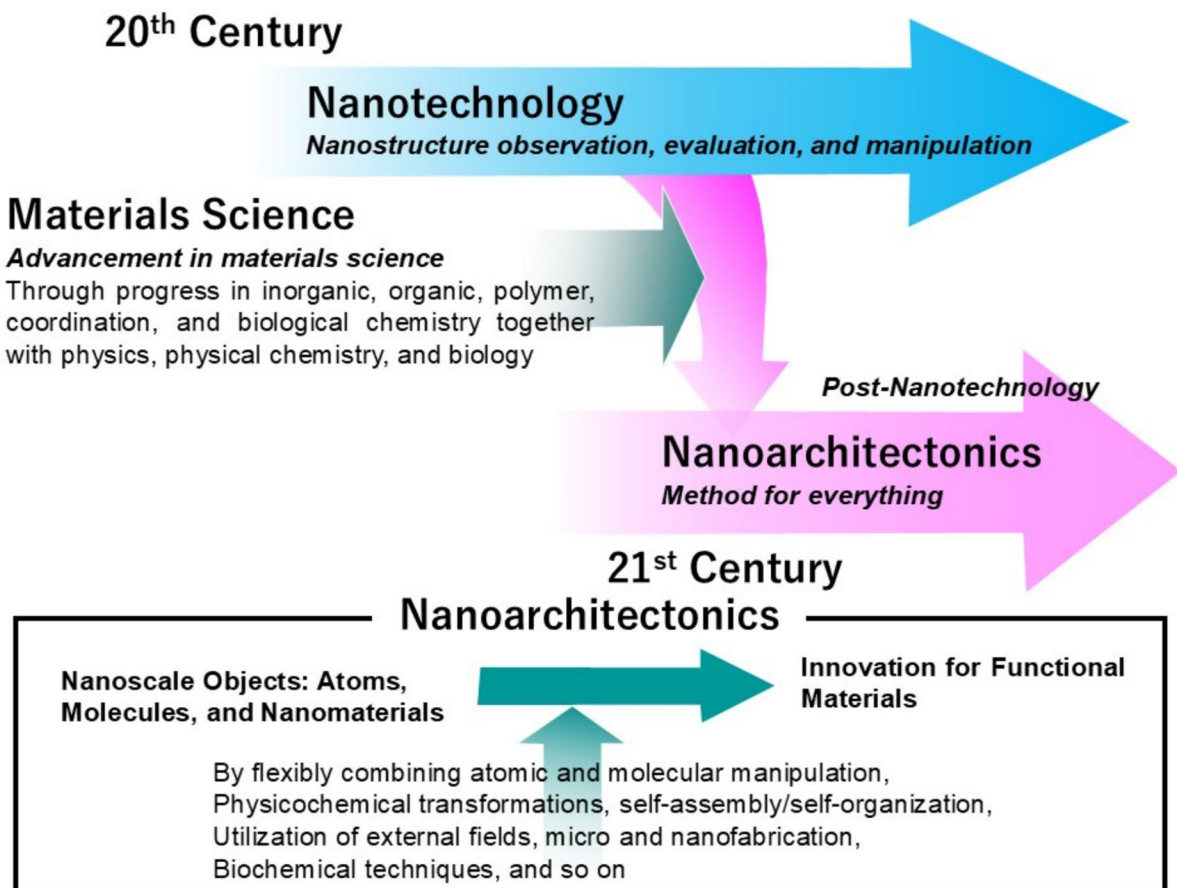 20th Century
Nanotechnology
Nanostructure observation, evaluation, and manipulation
Materials Science
Advancement in materials science
Through progress in inorganic, organic, polymer,
coordination, and biological chemistry together
with physics, physical chemistry, and biology
Post-Nanotechnology
Nanoarchitectonics
Method for everything
21st Century
Nanoarchitectonics
Nanoscale Objects: Atoms,
Molecules, and Nanomaterials
Innovation for Functional
Materials
By flexibly combining atomic and molecular manipulation,
Physicochemical transformations, self-assembly/self-organization,
Utilization of external fields, micro and nanofabrication,
Biochemical techniques, and so on